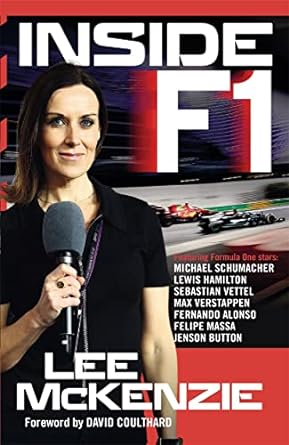 INSIDE
F1
Featuring Formula One stars:
MICHAEL SCHUMACHER
LEWIS HAMILTON
SEBASTIAN VETTEL
MAX VERSTAPPEN
FERNANDO ALONSO
FELIPE MASSA
JENSON BUTTON
LEE
McKENZIE
Foreword by DAVID COULTHARD